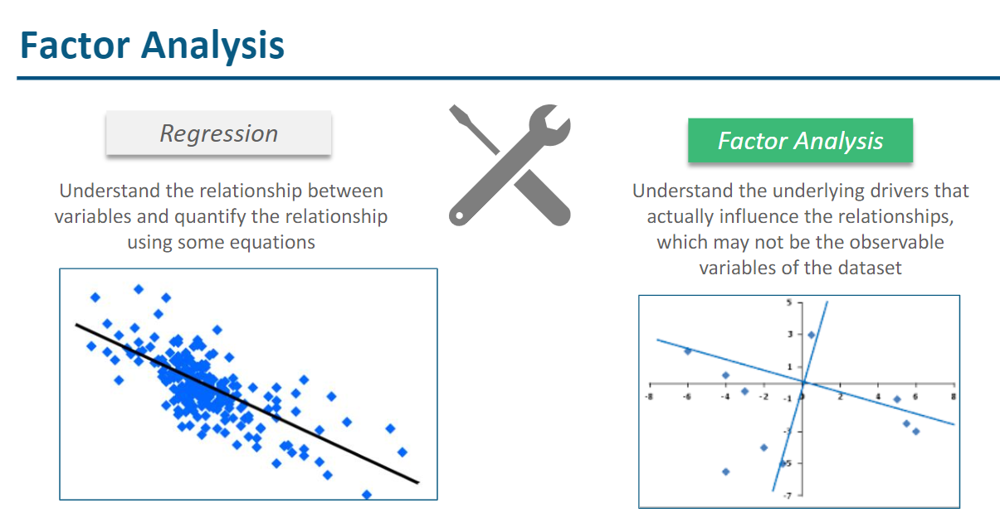 Factor Analysis
Regression
Understand the relationship between
variables and quantify the relationship
using some equations
Factor Analysis
Understand the underlying drivers that
actually influence the relationships,
which may not be the observable
variables of the dataset
5
3
1
-8 -6 -4 -2 0 2 4 6 8
-1
-3
-5
-7